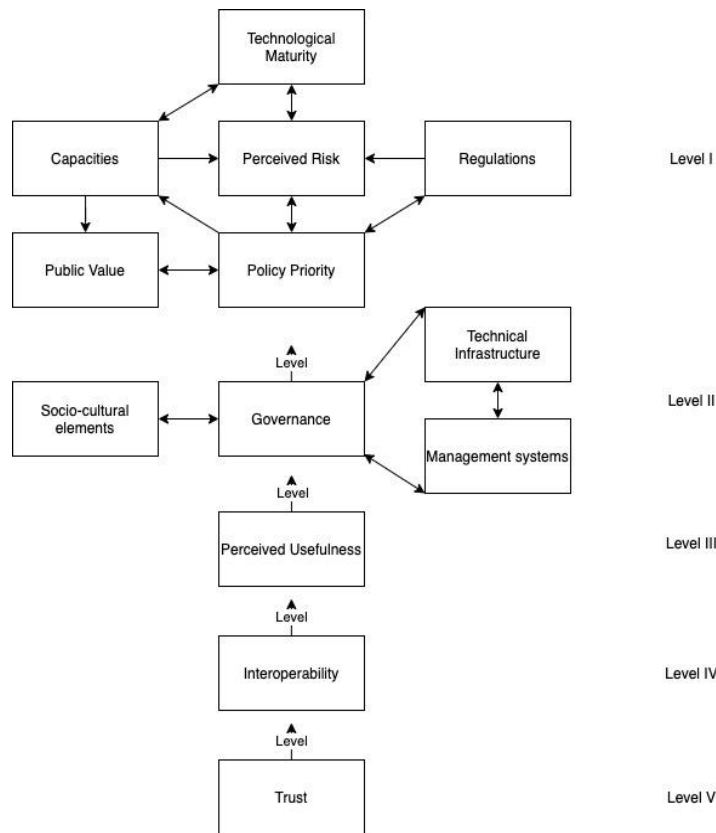 Technological
Maturity
Capacities
Perceived Risk
Regulations
Level I
Public Value
Policy Priority
Technical
Infrastructure
Level
Socio-cultural
elements
Governance
Level II
Management systems
Level
Perceived Usefulness
Level III
Level
Interoperability
Level IV
Level
Trust
Level V